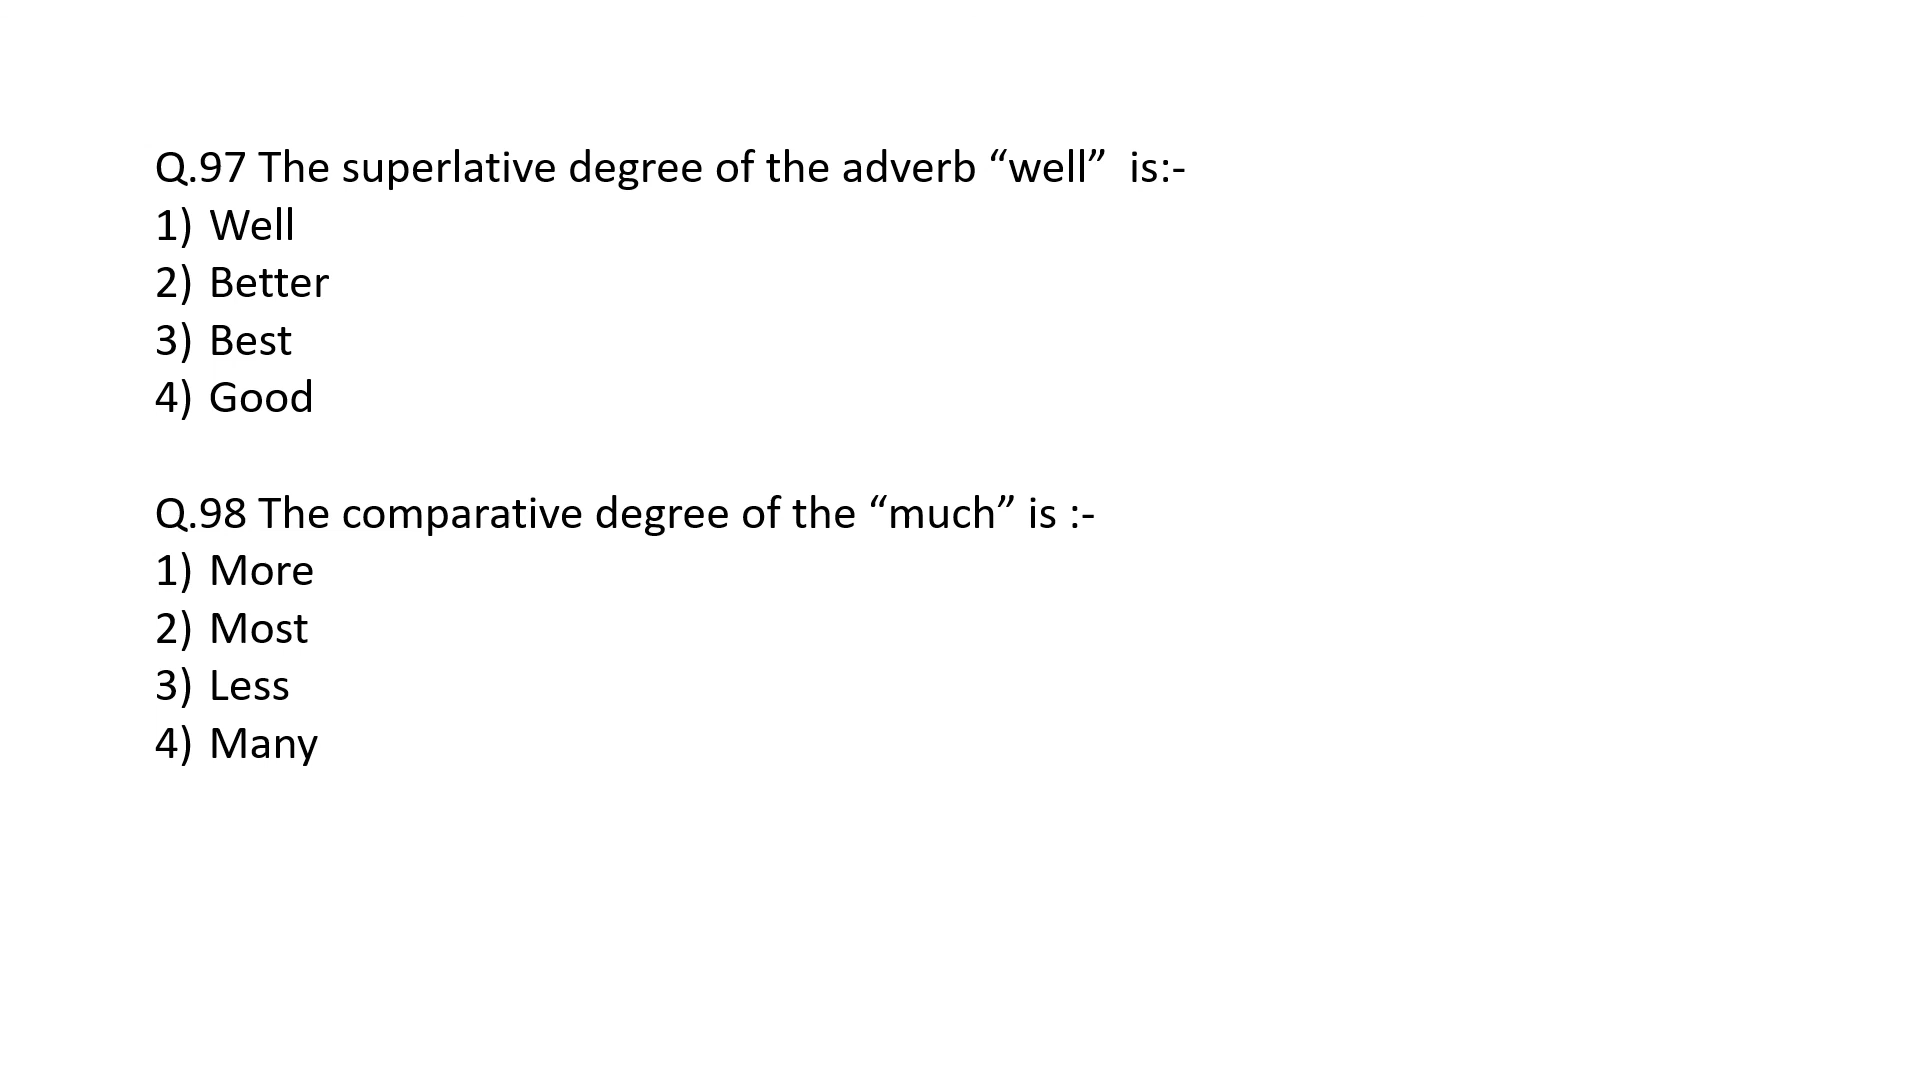 Q.97 The superlative degree of the adverb “well”  is:-
1) Well
2) Better
3) Best
4) Good
Q.98 The comparative degree of the “much” is :-
1) More
2) Most
3) Less
4) Many